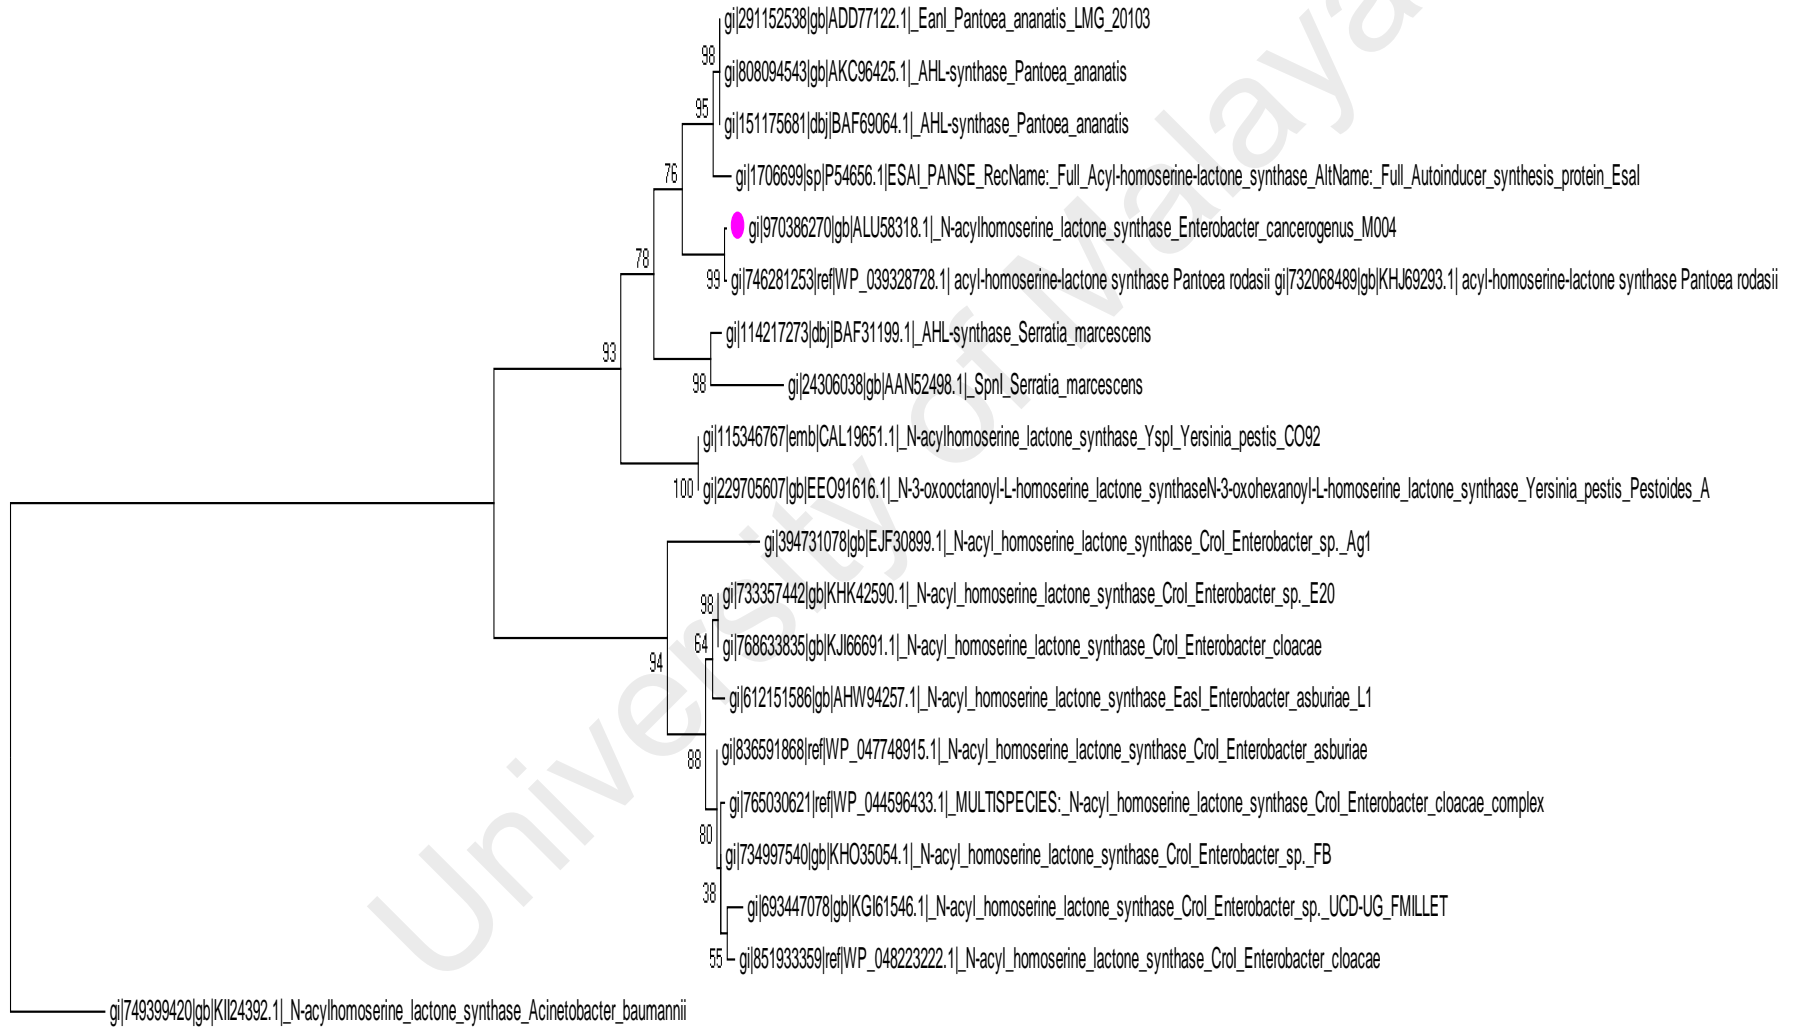 gi|291152538|gb|ADD77122.1|_EanI_Pantoea_ananatis_LMG_20103
98
gi|808094543|gb|AKC96425.1|_AHL-synthase_Pantoea_ananatis
95
gi|151175681|dbj|BAF69064.1|_AHL-synthase_Pantoea_ananatis
76
gi|1706699|sp|P54656.1|ESAI_PANSE_RecName:_Full_Acyl-homoserine-lactone_synthase_AltName:_Full_Autoinducer_synthesis_protein_EsaI
gi|970386270|gb|ALU58318.1|_N-acylhomoserine_lactone_synthase_Enterobacter_cancerogenus_M004
78
99 gi|746281253|ref|WP_039328728.1| acyl-homoserine-lactone synthase Pantoea rodasii gi|732068489|gb|KHJ69293.1| acyl-homoserine-lactone synthase Pantoea rodasii
gi|114217273|dbj|BAF31199.1|_AHL-synthase_Serratia_marcescens
93
98 gi|24306038|gb|AAN52498.1|_SpnI_Serratia_marcescens
gi|115346767|emb|CAL19651.1|_N-acylhomoserine_lactone_synthase_YspI_Yersinia_pestis_CO92
100 gi|229705607|gb|EEO91616.1|_N-3-oxooctanoyl-L-homoserine_lactone_synthaseN-3-oxohexanoyl-L-homoserine_lactone_synthase_Yersinia_pestis_Pestoides_A
gi|394731078|gb|EJF30899.1|_N-acyl_homoserine_lactone_synthase_CroI_Enterobacter_sp._Ag1
98 gi|733357442|gb|KHK42590.1|_N-acyl_homoserine_lactone_synthase_CroI_Enterobacter_sp._E20
64 gi|768633835|gb|KJI66691.1|_N-acyl_homoserine_lactone_synthase_CroI_Enterobacter_cloacae
94
gi|612151586|gb|AHW94257.1|_N-acyl_homoserine_lactone_synthase_EasI_Enterobacter_asburiae_L1
88 gi|836591868|ref|WP_047748915.1|_N-acyl_homoserine_lactone_synthase_CroI_Enterobacter_asburiae
gi|765030621|ref|WP_044596433.1|_MULTISPECIES:_N-acyl_homoserine_lactone_synthase_CroI_Enterobacter_cloacae_complex
80
gi|734997540|gb|KHO35054.1|_N-acyl_homoserine_lactone_synthase_CroI_Enterobacter_sp._FB
38
gi|693447078|gb|KGI61546.1|_N-acyl_homoserine_lactone_synthase_CroI_Enterobacter_sp._UCD-UG_FMILLET
55 gi|851933359|ref|WP_048223222.1|_N-acyl_homoserine_lactone_synthase_CroI_Enterobacter_cloacae
gi|749399420|gb|KII24392.1|_N-acylhomoserine_lactone_synthase_Acinetobacter_baumannii
University of Malaya